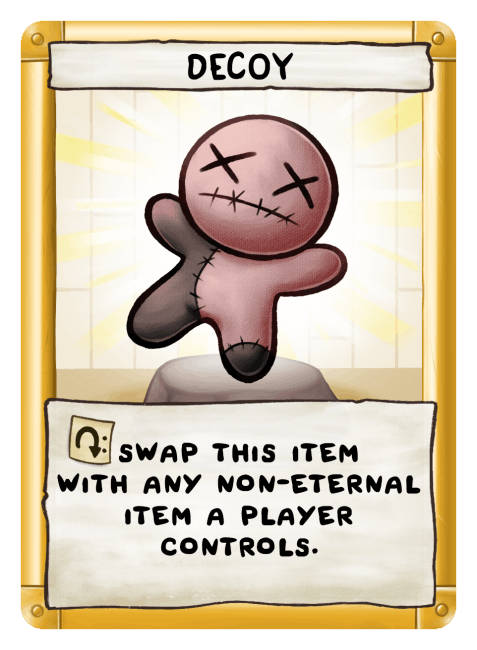 DECOY
: SWAP THIS ITEM
WITH ANY NON-ETERNAL
ITEM A PLAYER
CONTROLS.